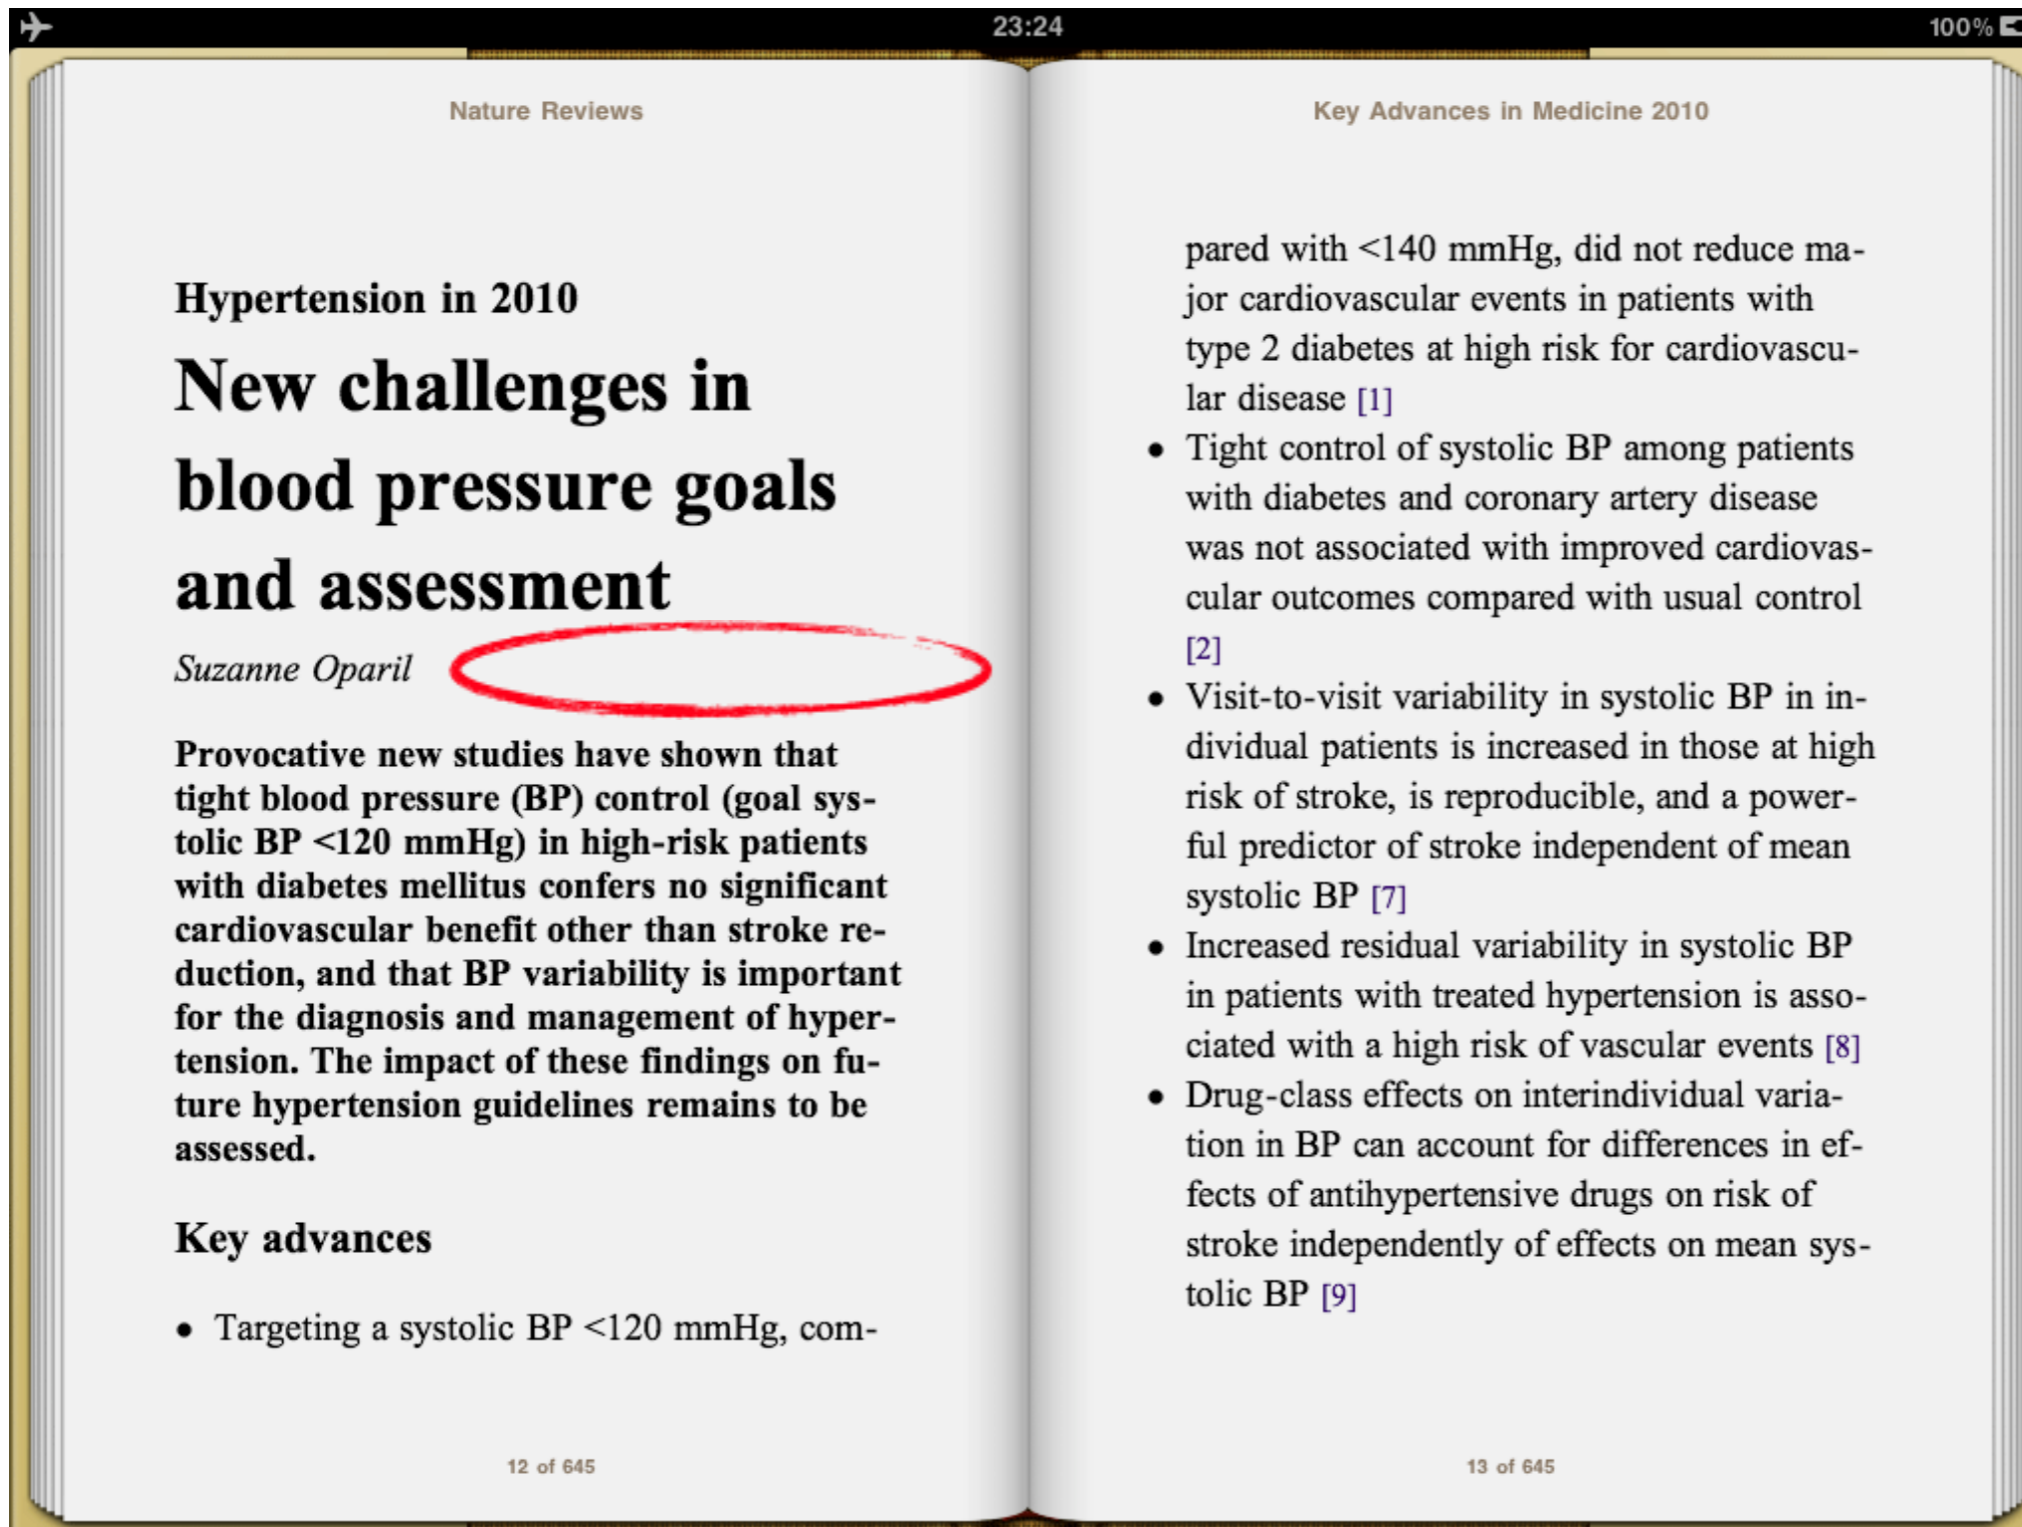 23:24
100%
Nature Reviews
Hypertension in 2010
New challenges in
blood pressure goals
and assessment
Suzanne Oparil
Provocative new studies have shown that
tight blood pressure (BP) control (goal sys-
tolic BP <120 mmHg) in high-risk patients
with diabetes mellitus confers no significant
cardiovascular benefit other than stroke re-
duction, and that BP variability is important
for the diagnosis and management of hyper-
tension. The impact of these findings on fu-
ture hypertension guidelines remains to be
assessed.
Key advances
• Targeting a systolic BP <120 mmHg, com-
12 of 645
Key Advances in Medicine 2010
pared with <140 mmHg, did not reduce ma-
jor cardiovascular events in patients with
type 2 diabetes at high risk for cardiovascu-
lar disease [1]
• Tight control of systolic BP among patients
with diabetes and coronary artery disease
was not associated with improved cardiovas-
cular outcomes compared with usual control
[2]
• Visit-to-visit variability in systolic BP in in-
dividual patients is increased in those at high
risk of stroke, is reproducible, and a power-
ful predictor of stroke independent of mean
systolic BP [7]
• Increased residual variability in systolic BP
in patients with treated hypertension is asso-
ciated with a high risk of vascular events [8]
• Drug-class effects on interindividual varia-
tion in BP can account for differences in ef-
fects of antihypertensive drugs on risk of
stroke independently of effects on mean sys-
tolic BP [9]
13 of 645